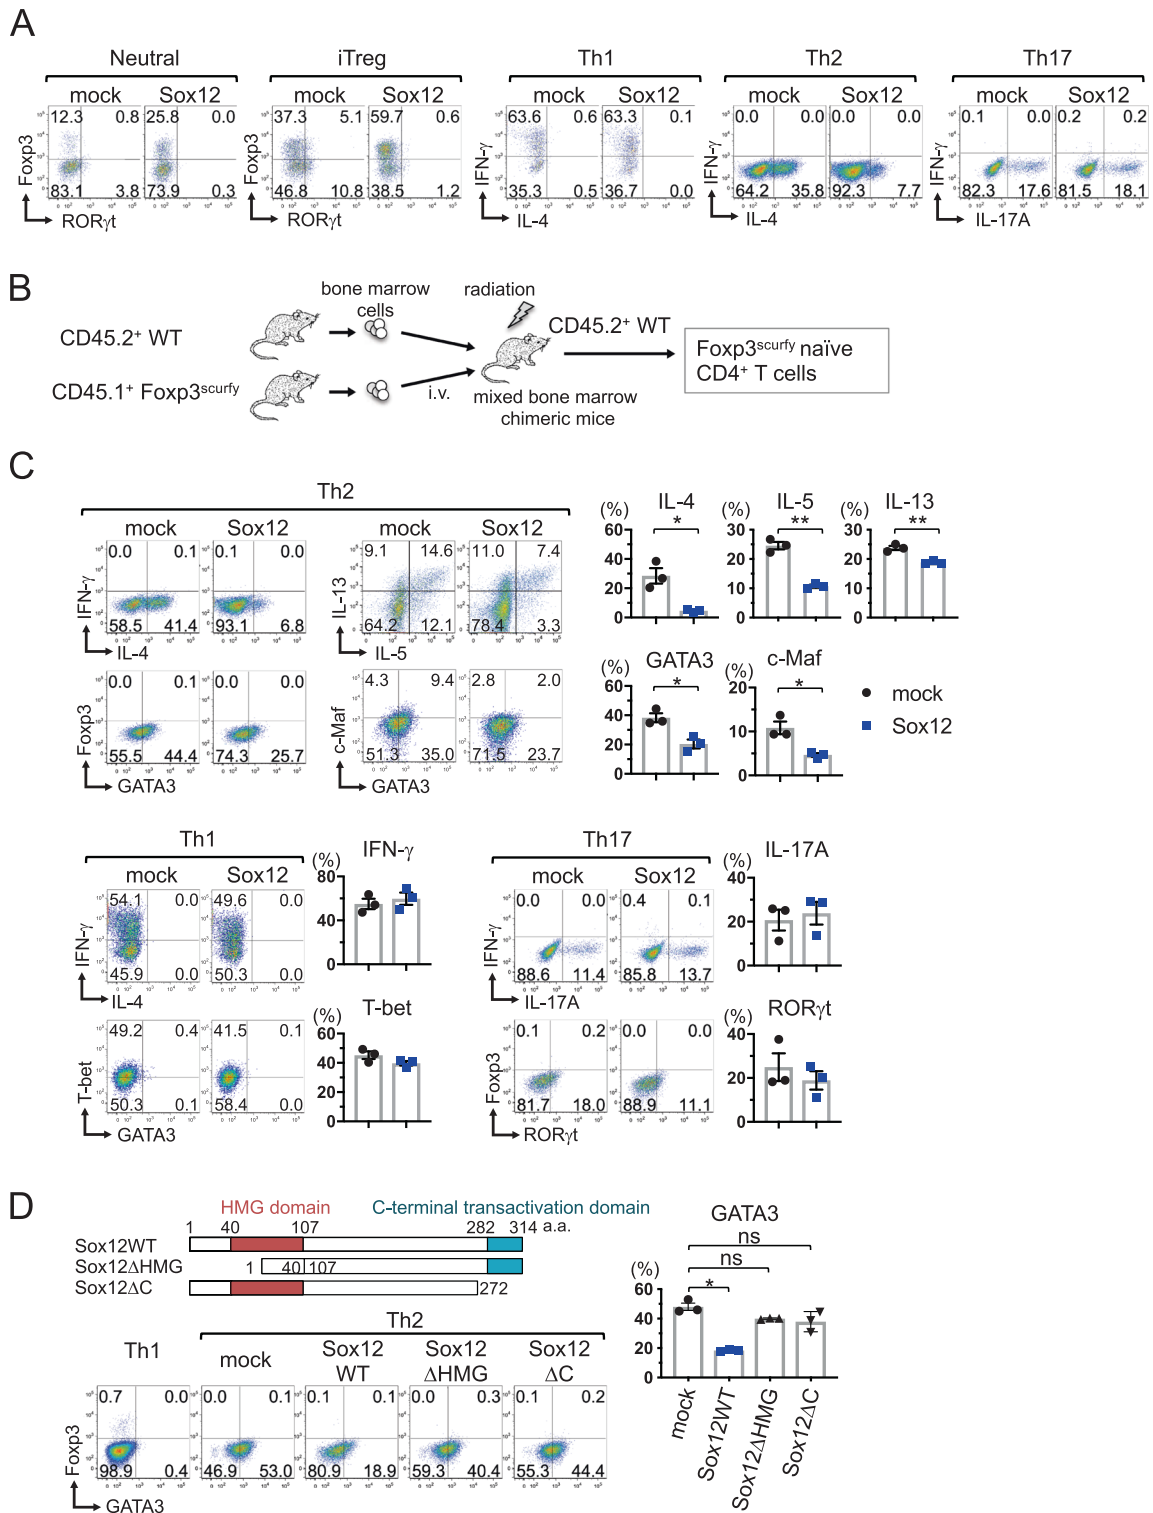 A
Neutral iTreg Th1 Th2 Th17
mock Sox12 mock Sox12 mock Sox12 mock Sox12 mock Sox12
12.3 0.8 25.8 0.0 37.3 5.1 59.7 0.6 63.6 0.6 63.3 0.1 0.0 0.0 0.0 0.0 0.1 0.0 0.2 0.2
Foxp3 Foxp3 IFN-γ IFN-γ IFN-γ
83.1 3.8 73.9 0.3 46.8 10.8 38.5 1.2 35.3 0.5 36.7 0.0 64.2 35.8 92.3 7.7 82.3 17.6 81.5 18.1
RORγt RORγt IL-4 IL-4 IL-17A
B
bone marrow cells
radiation
CD45.2⁺ WT
CD45.2⁺ WT
Foxp3ˢᶜᵘʳᶠʸ naïve
CD4⁺ T cells
CD45.1⁺ Foxp3ˢᶜᵘʳᶠʸ
i.v.
mixed bone marrow
chimeric mice
C
Th2
mock Sox12 mock Sox12
0.0 0.1 0.1 0.0 9.1 14.6 11.0 7.4
IFN-γ IL-13
58.5 41.4 93.1 6.8 64.2 12.1 78.4 3.3
IL-4 IL-5
0.0 0.1 0.0 0.0 4.3 9.4 2.8 2.0
Foxp3 c-Maf
55.5 44.4 74.3 25.7 51.3 35.0 71.5 23.7
GATA3 GATA3
IL-4 IL-5 IL-13
(%) (%) (%)
* ** **
60 40 20 0
30 20 10 0
30 20 10 0
GATA3 c-Maf
(%) (%)
* *
60 40 20 0
20 10 0
mock
Sox12
Th1
mock Sox12
54.1 0.0 49.6 0.0
IFN-γ
45.9 0.0 50.3 0.0
IL-4
49.2 0.4 41.5 0.1
T-bet
50.3 0.1 58.4 0.0
GATA3
IFN-γ
(%)
80 40 0
T-bet
(%)
60 40 20 0
Th17
mock Sox12
0.0 0.0 0.4 0.1
IFN-γ
88.6 11.4 85.8 13.7
IL-17A
0.1 0.2 0.0 0.0
Foxp3
81.7 18.0 88.9 11.1
RORγt
IL-17A
(%)
40 20 0
RORγt
(%)
40 20 0
D
HMG domain C-terminal transactivation domain
1 40 107 282 314 a.a.
Sox12WT
Sox12ΔHMG 1 40 107
Sox12ΔC 272
Th1 Th2
mock Sox12 WT Sox12 ΔHMG Sox12 ΔC
0.7 0.0 0.0 0.1 0.1 0.1 0.0 0.3 0.1 0.2
Foxp3
98.9 0.4 46.9 53.0 80.9 18.9 59.3 40.4 55.3 44.4
GATA3
GATA3
ns
ns
(%)
*
60 40 20 0
mock Sox12WT Sox12ΔHMG Sox12ΔC